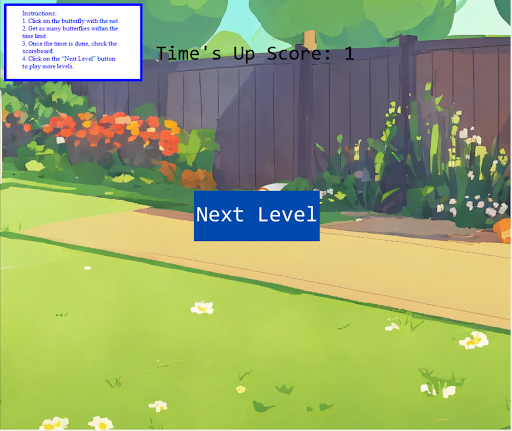 Instructions:
1. Click on the butterfly with the net.
2. Get as many butterflies within the
time limit.
3. Once the timer is done, check the
scoreboard.
4. Click on the "Next Level" button
to play more levels.
Time's Up Score: 1
Next Level